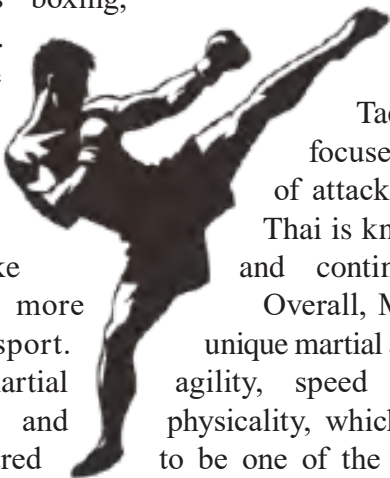 boxing,
.
ke
more
sport.
artial
and
red
Tae
focuse
of attack
Thai is kn
and contin
Overall, M
unique martial a
agility, speed
physicality, which
to be one of the